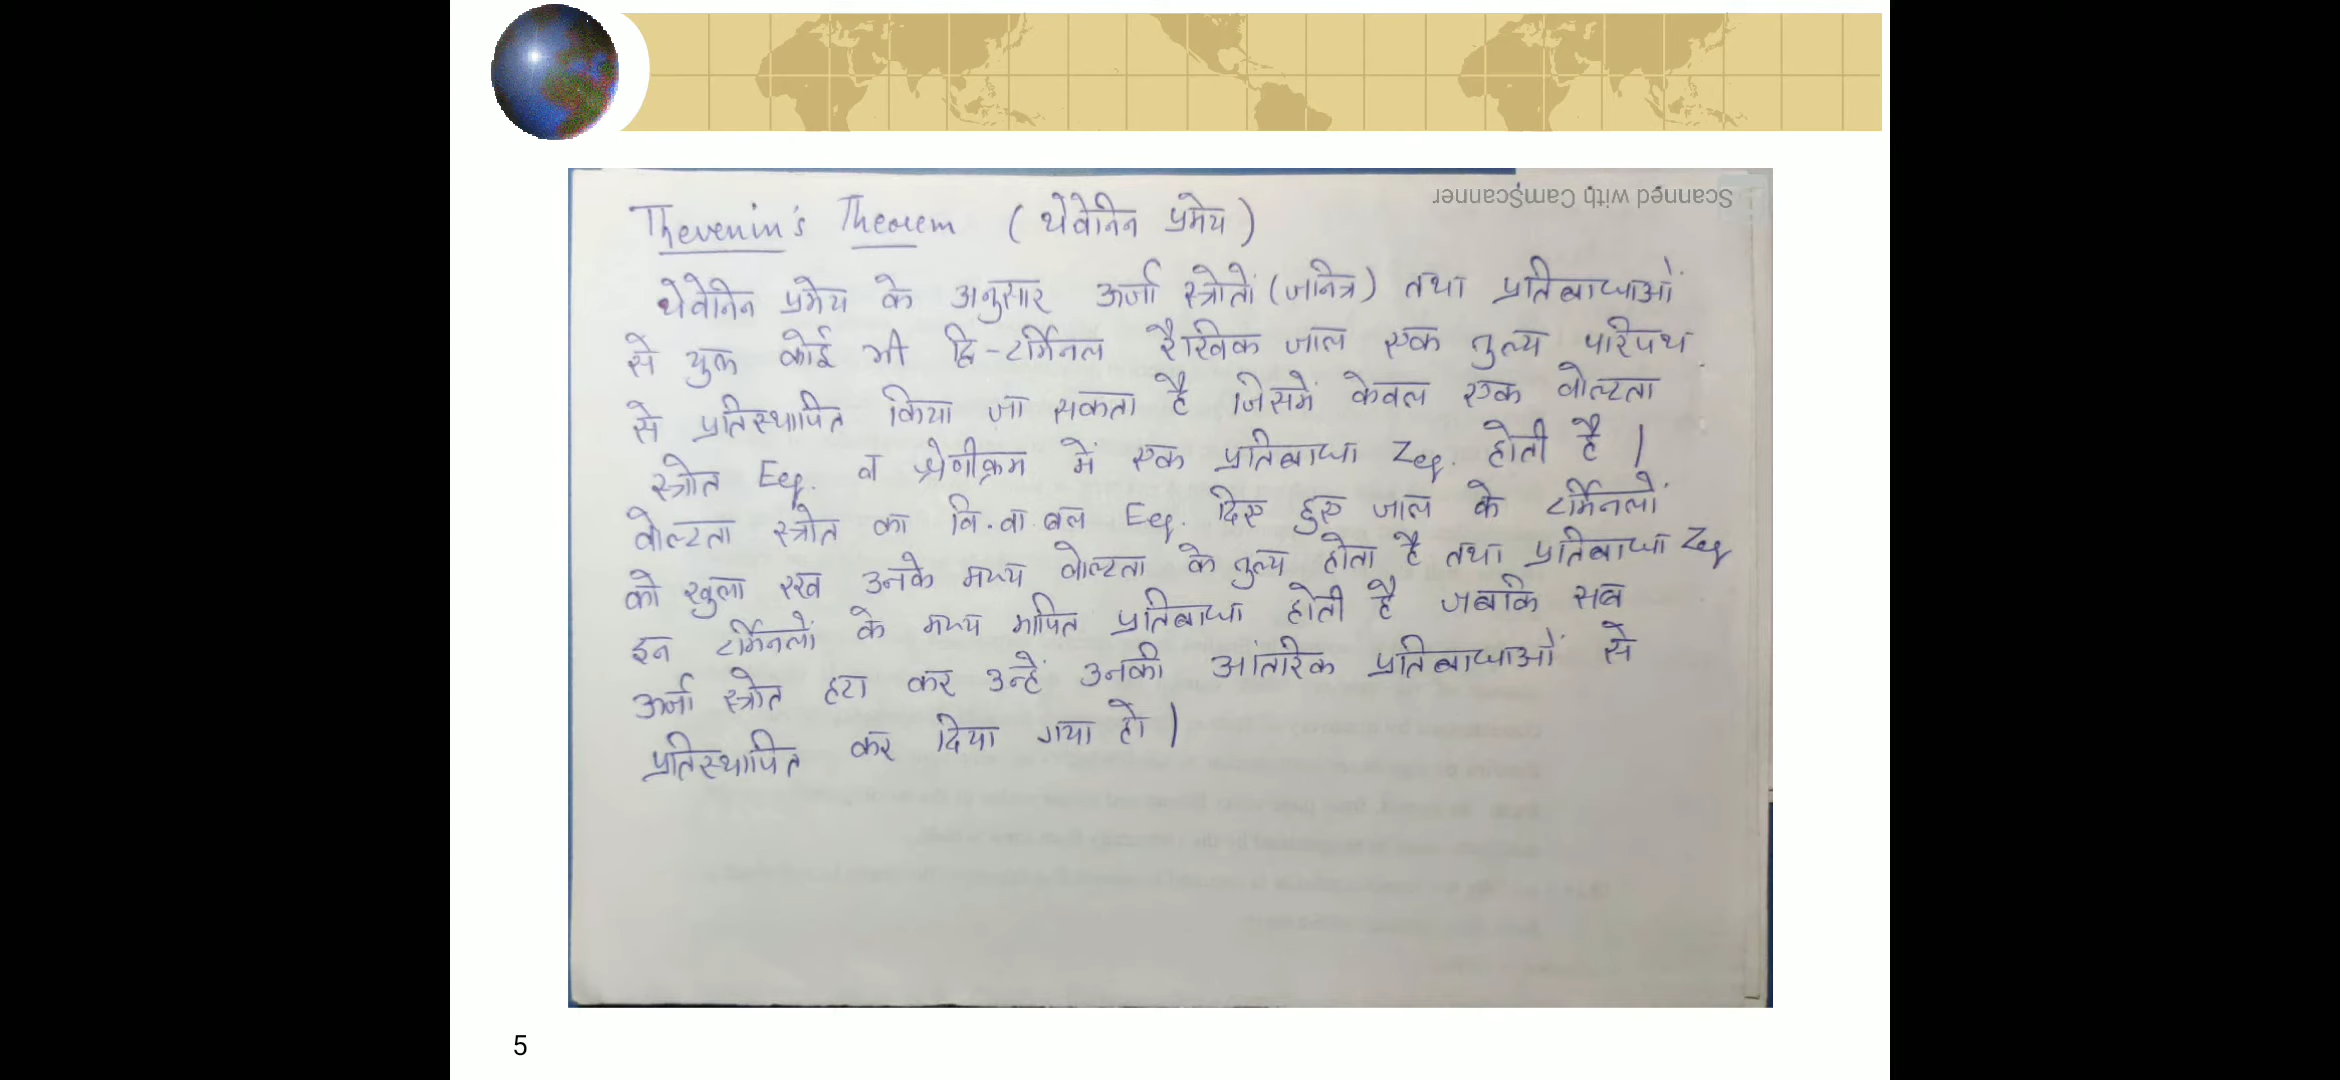 Scanned with CamScanner
Thevenin's Theorem (थेवेनिन प्रमेय)
थेवेनिन प्रमेय के अनुसार ऊर्जा स्त्रोतों (जनित्र) तथा प्रतिबाधाओं
से युक्त कोई भी द्वि-टर्मिनल रैखिक जाल एक तुल्य परिपथ
से प्रतिस्थापित किया जा सकता है जिसमें केवल एक वोल्टता
स्त्रोत Eeq. व श्रेणीक्रम में एक प्रतिबाधा Zeq. होती है |
वोल्टता स्त्रोत का वि.वा.बल Eeq. दिए हुए जाल के टर्मिनलों
को खुला रख उनके मध्य वोल्टता के तुल्य होता है तथा प्रतिबाधा Zeq
इन टर्मिनलों के मध्य मापित प्रतिबाधा होती है जबकि सब
ऊर्जा स्त्रोत हटा कर उन्हें उनकी आंतरिक प्रतिबाधाओं से
प्रतिस्थापित कर दिया गया हो |
5